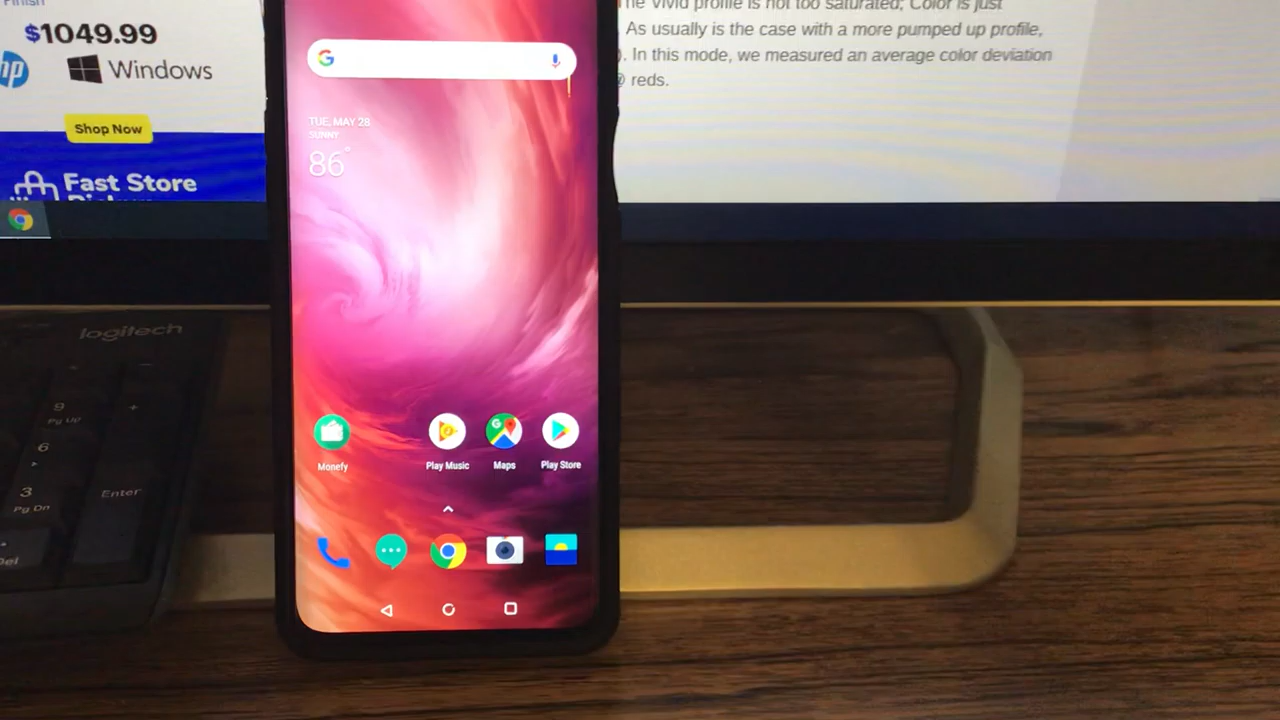 Finish
$1049.99
hp
Windows
Shop Now
Fast Store
The Vivid profile is not too saturated; Color is just
As usually is the case with a more pumped up profile,
. In this mode, we measured an average color deviation
reds.
G
TUE, MAY 28
SUNNY
86°
Monefy
Play Music
Maps
Play Store
logitech
9
Pg Up
+
6
3
Pg Dn
Enter
Del